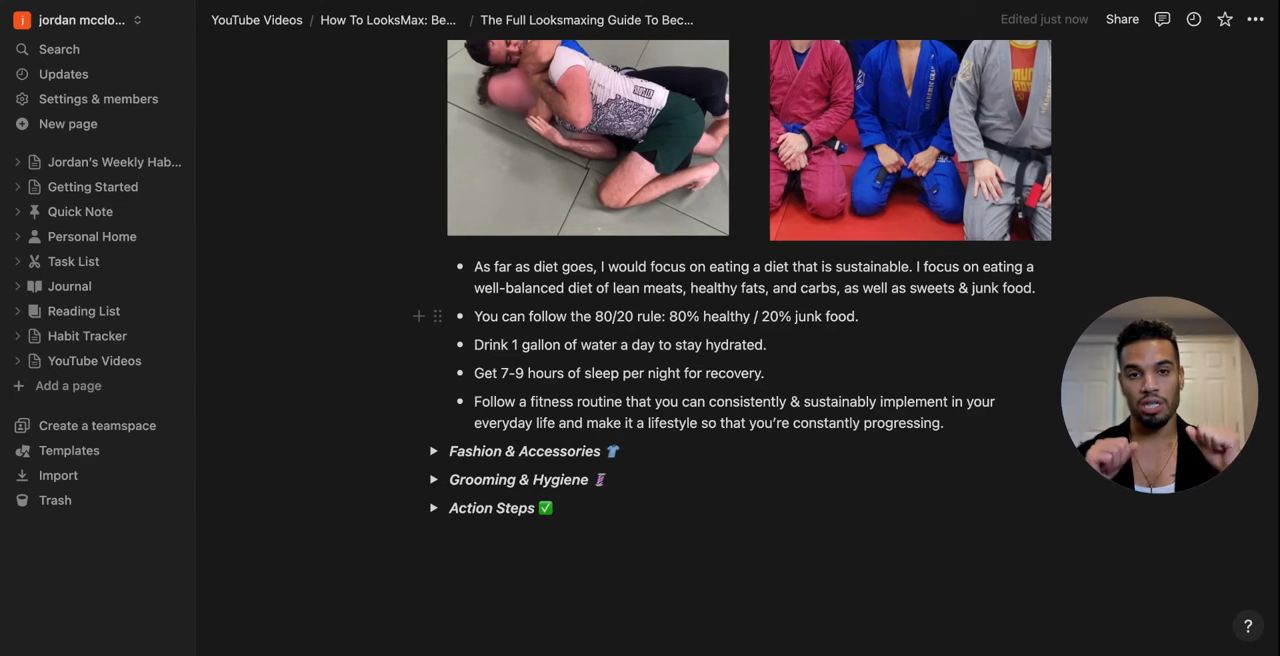 j jordan mcclo...
YouTube Videos / How To LooksMax: Be... / The Full Looksmaxing Guide To Bec...
Edited just now Share
Search
Updates
Settings & members
New page
Jordan's Weekly Hab...
Getting Started
Quick Note
Personal Home
Task List
Journal
Reading List
Habit Tracker
YouTube Videos
Add a page
Create a teamspace
Templates
Import
Trash
As far as diet goes, I would focus on eating a diet that is sustainable. I focus on eating a
well-balanced diet of lean meats, healthy fats, and carbs, as well as sweets & junk food.
You can follow the 80/20 rule: 80% healthy / 20% junk food.
Drink 1 gallon of water a day to stay hydrated.
Get 7-9 hours of sleep per night for recovery.
Follow a fitness routine that you can consistently & sustainably implement in your
everyday life and make it a lifestyle so that you're constantly progressing.
Fashion & Accessories
Grooming & Hygiene
Action Steps
?